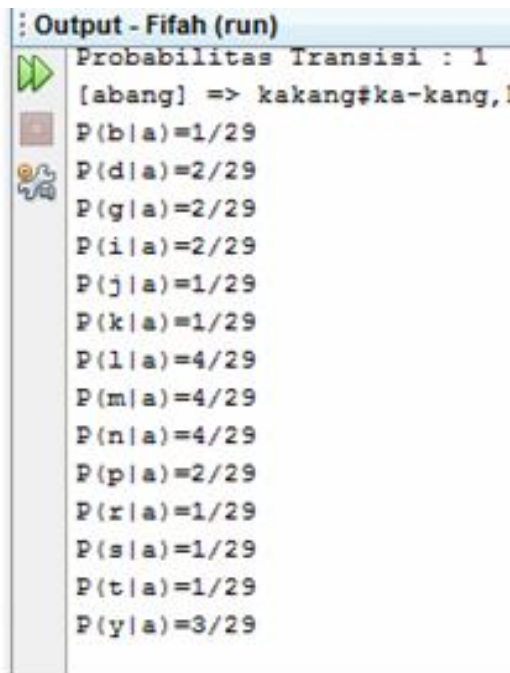 Output - Fifah (run)
Probabilitas Transisi : 1
[abang] => kakang#ka-kang,
P(b|a)=1/29
P(d|a)=2/29
P(g|a)=2/29
P(i|a)=2/29
P(j|a)=1/29
P(k|a)=1/29
P(l|a)=4/29
P(m|a)=4/29
P(n|a)=4/29
P(p|a)=2/29
P(r|a)=1/29
P(s|a)=1/29
P(t|a)=1/29
P(y|a)=3/29